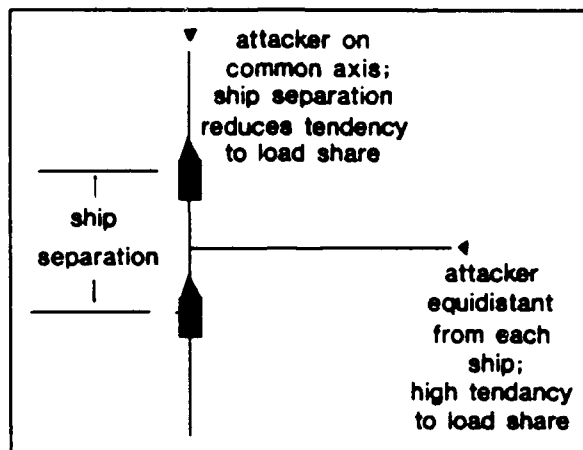 attacker on
common axis;
ship separation
reduces tendency
to load share
ship
separation
attacker
equidistant
from each
ship;
high tendancy
to load share